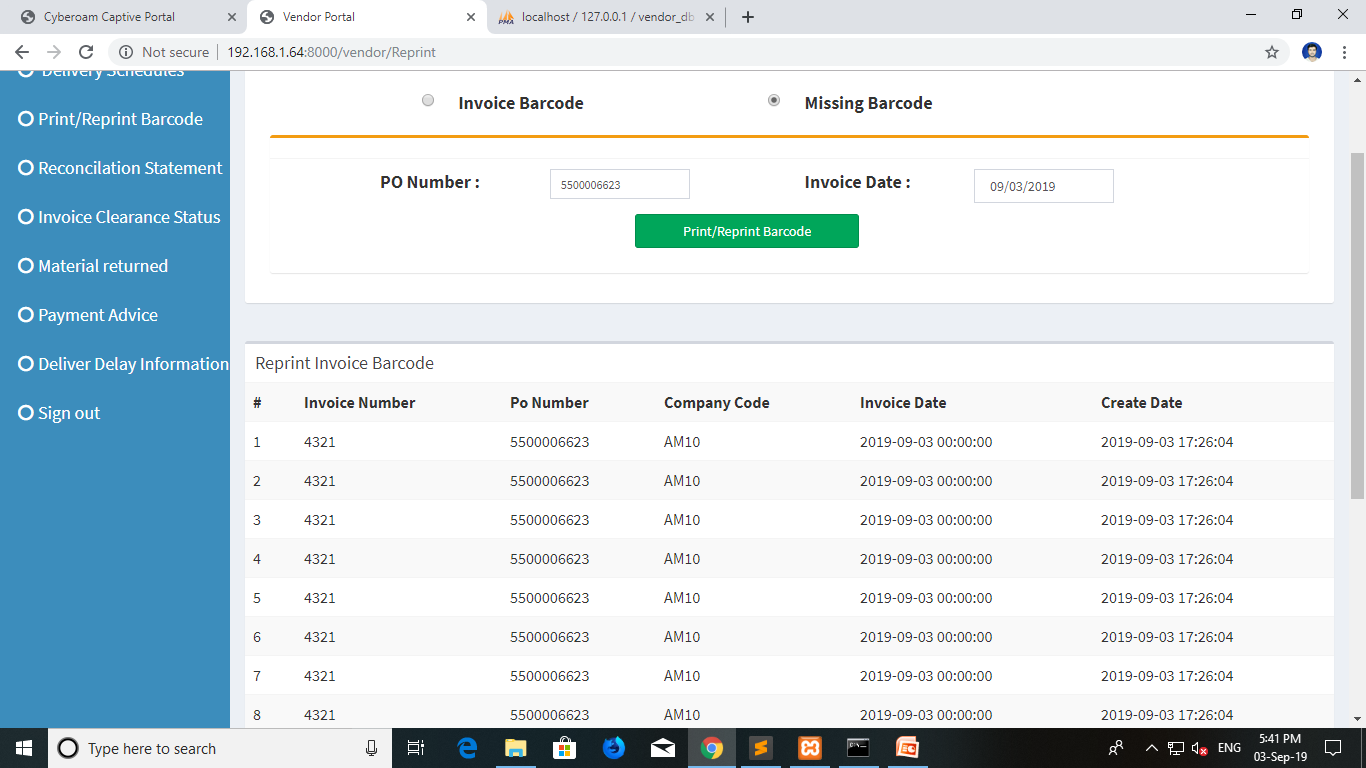 Cyberoam Captive Portal
Vendor Portal
localhost / 127.0.0.1 / vendor_db
Not secure
192.168.1.64:8000/vendor/Reprint
Delivery Schedules
Print/Reprint Barcode
Reconcilation Statement
Invoice Clearance Status
Material returned
Payment Advice
Deliver Delay Information
Sign out
Invoice Barcode Missing Barcode
PO Number : 5500006623 Invoice Date : 09/03/2019
Print/Reprint Barcode
Reprint Invoice Barcode
# Invoice Number Po Number Company Code Invoice Date Create Date
1 4321 5500006623 AM10 2019-09-03 00:00:00 2019-09-03 17:26:04
2 4321 5500006623 AM10 2019-09-03 00:00:00 2019-09-03 17:26:04
3 4321 5500006623 AM10 2019-09-03 00:00:00 2019-09-03 17:26:04
4 4321 5500006623 AM10 2019-09-03 00:00:00 2019-09-03 17:26:04
5 4321 5500006623 AM10 2019-09-03 00:00:00 2019-09-03 17:26:04
6 4321 5500006623 AM10 2019-09-03 00:00:00 2019-09-03 17:26:04
7 4321 5500006623 AM10 2019-09-03 00:00:00 2019-09-03 17:26:04
8 4321 5500006623 AM10 2019-09-03 00:00:00 2019-09-03 17:26:04
Type here to search
ENG
5:41 PM
03-Sep-19